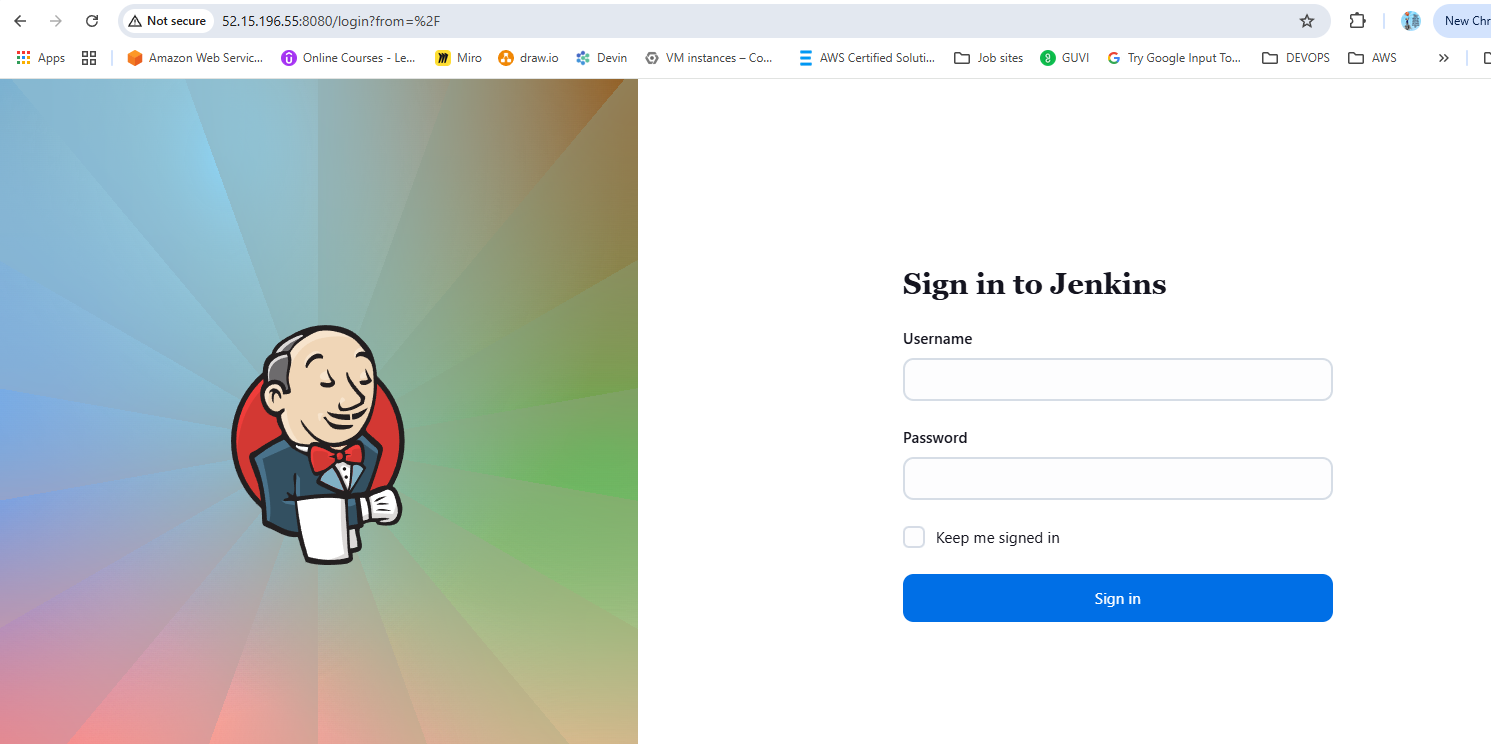 Not secure 52.15.196.55:8080/login?from=%2F New Chr
Apps Amazon Web Servic... Online Courses - Le... Miro draw.io Devin VM instances – Co... AWS Certified Soluti... Job sites GUVI Try Google Input To... DEVOPS AWS
Sign in to Jenkins
Username
Password
Keep me signed in
Sign in